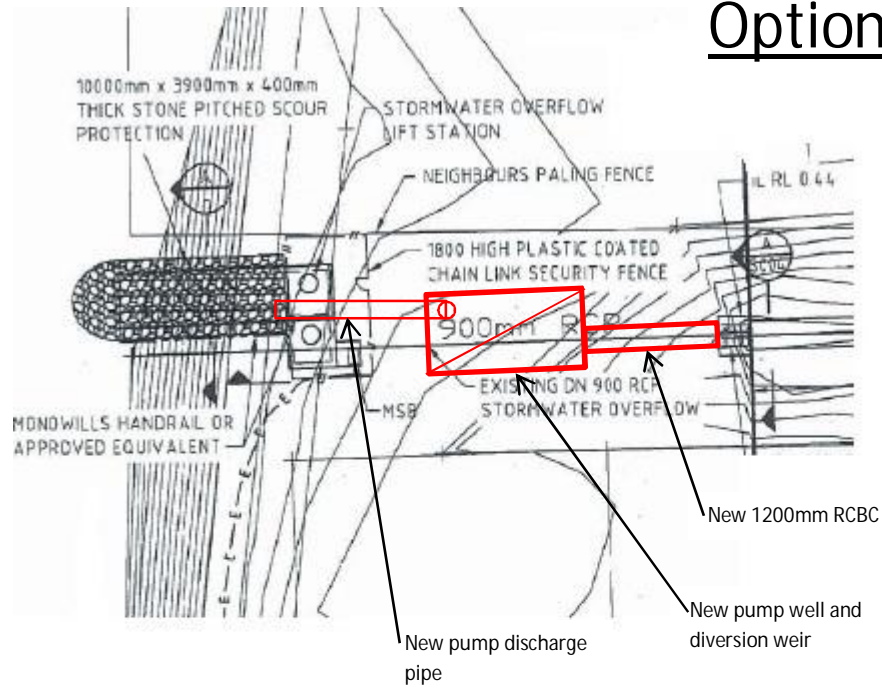 Option
10000mm x 3900mm x 400mm
THICK STONE PITCHED SCOUR
PROTECTION
STORMWATER OVERFLOW
LIFT STATION
NEIGHBOURS PALING FENCE
IL RL 0.44
1800 HIGH PLASTIC COATED
CHAIN LINK SECURITY FENCE
A
900mm RCP
EXISTING DN 900 RCP
STORMWATER OVERFLOW
MSB
MONOWILLS HANDRAIL OR
APPROVED EQUIVALENT
E
E
E
E
New 1200mm RCBC
New pump well and
diversion weir
New pump discharge
pipe